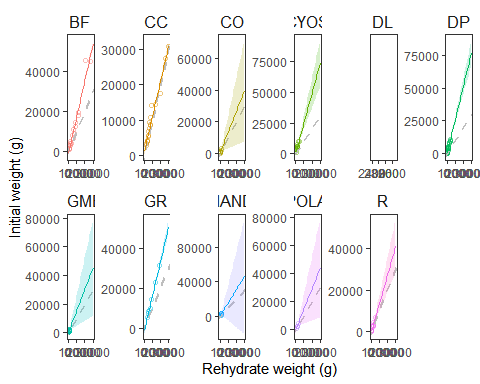 BF CC CO CYOS DL DP
40000 20000 0
30000 20000 10000 0
60000 40000 20000 0
75000 50000 25000 0
75000 50000 25000 0
Initial weight (g)
GMI GR HAND POLA R
80000 60000 40000 20000 0
40000 20000 0
80000 40000 0
80000 60000 40000 20000 0
40000 20000 0
Rehydrate weight (g)